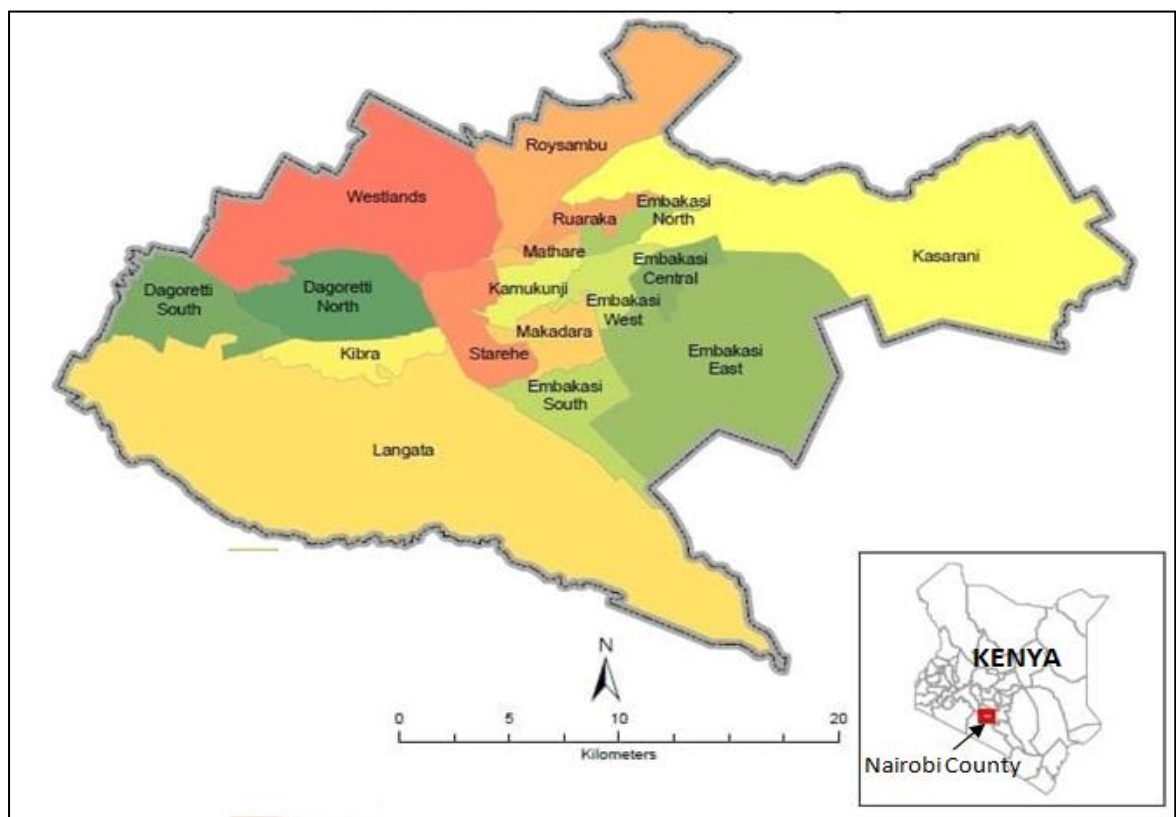 Roysambu
Westlands
Embakasi
North
Ruaraka
Mathare
Kasarani
Embakasi
Central
Dagoretti
South
Dagoretti
North
Kamukunji
Embakasi
West
Makadara
Kibra
Starehe
Embakasi
East
Embakasi
South
Langata
N
0 5 10 20
Kilometers
KENYA
Nairobi County